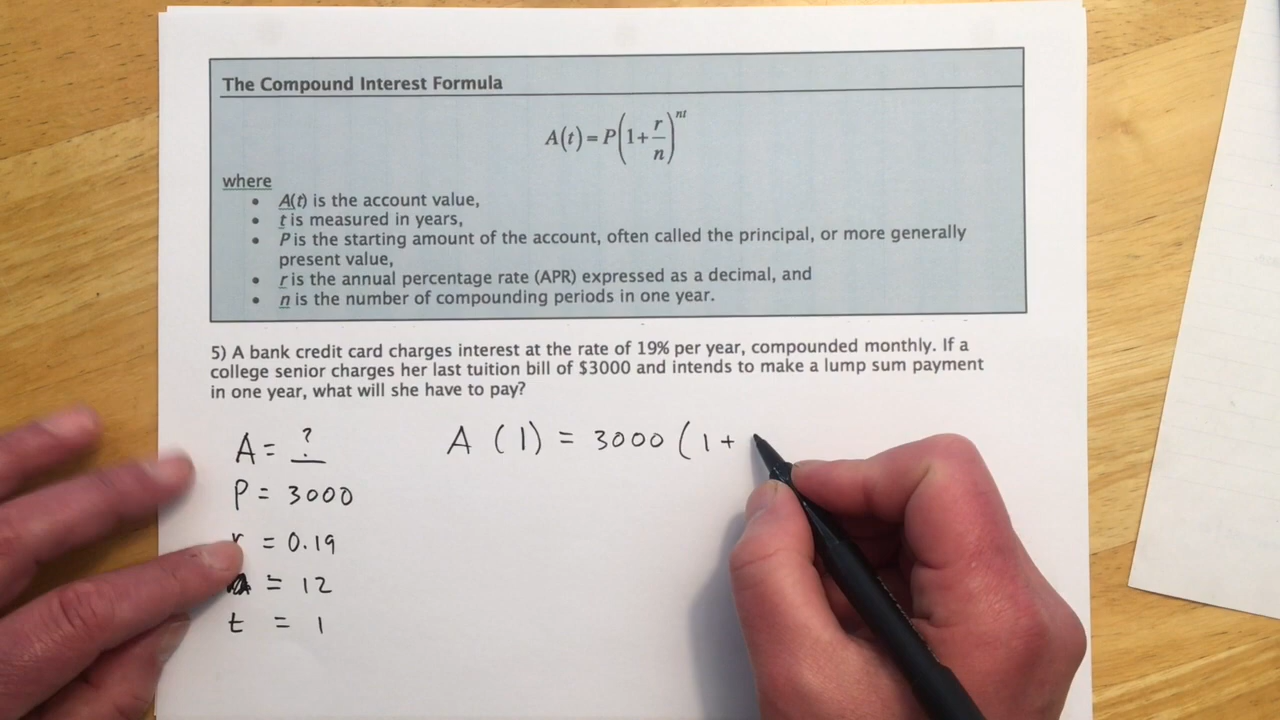 The Compound Interest Formula
A(t) = P(1 + r/n)^nt
where
• A(t) is the account value,
• t is measured in years,
• P is the starting amount of the account, often called the principal, or more generally
present value,
• r is the annual percentage rate (APR) expressed as a decimal, and
• n is the number of compounding periods in one year.
5) A bank credit card charges interest at the rate of 19% per year, compounded monthly. If a
college senior charges her last tuition bill of $3000 and intends to make a lump sum payment
in one year, what will she have to pay?
A = ?
A (1) = 3000 (1 +
P = 3000
r = 0.19
= 12
t = 1